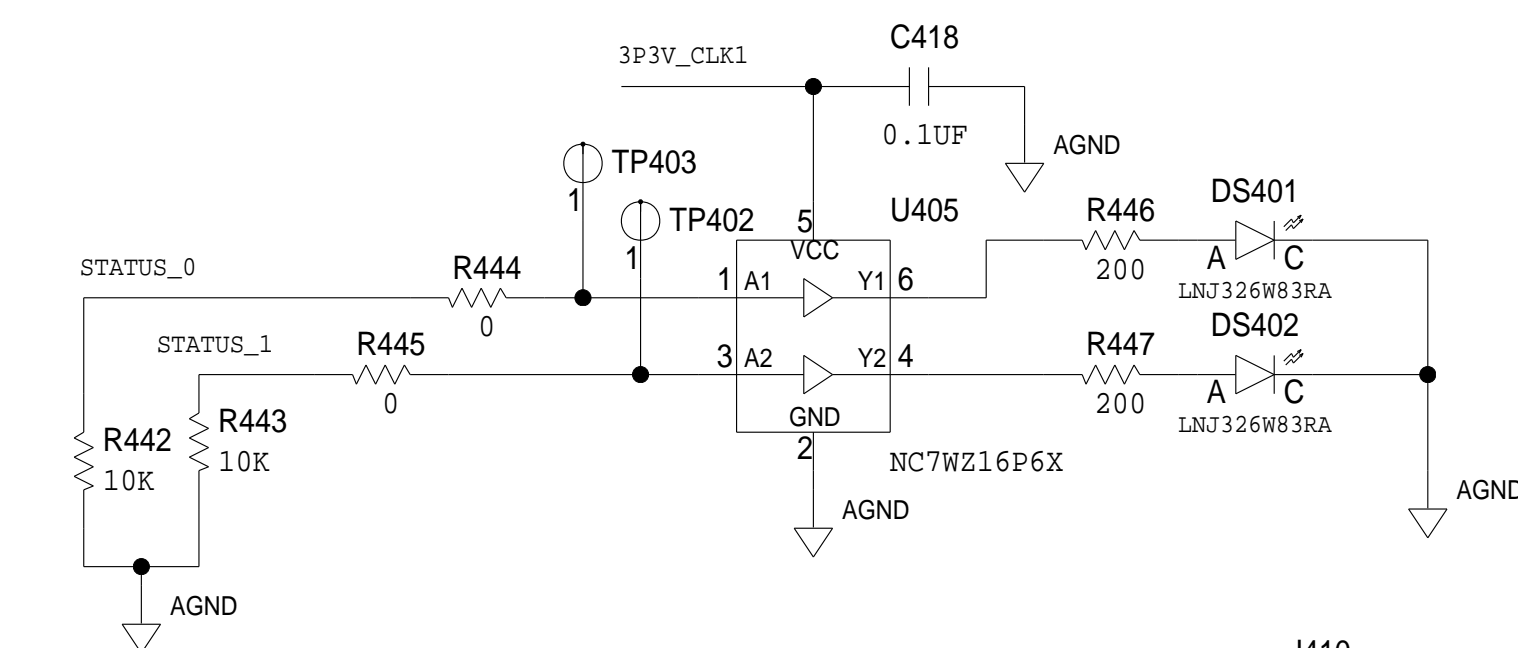 C418
3P3V_CLK1
0.1UF
AGND
TP403
1
TP402
1
5
U405
VCC
R446
200
DS401
A
C
LNJ326W83RA
STATUS_0
R444
0
1
A1
Y1
6
STATUS_1
R445
0
3
A2
Y2
4
R447
200
DS402
A
C
LNJ326W83RA
GND
2
NC7WZ16P6X
R442
10K
R443
10K
AGND
AGND
AGND